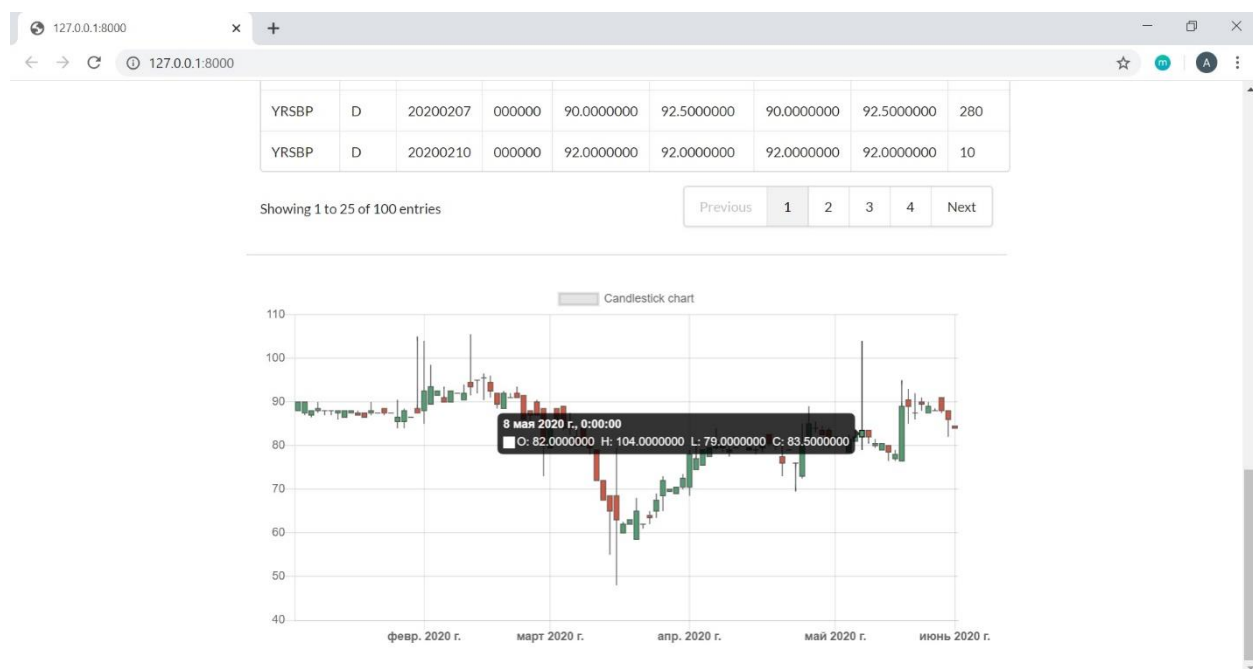 127.0.0.1:8000
127.0.0.1:8000
m
A
YRSBP D 20200207 000000 90.0000000 92.5000000 90.0000000 92.5000000 280
YRSBP D 20200210 000000 92.0000000 92.0000000 92.0000000 92.0000000 10
Showing 1 to 25 of 100 entries
Previous 1 2 3 4 Next
Candlestick chart
110
100
90
8 мая 2020 г., 0:00:00
O: 82.0000000 H: 104.0000000 L: 79.0000000 C: 83.5000000
80
70
60
50
40
февр. 2020 г. март 2020 г. апр. 2020 г. май 2020 г. июнь 2020 г.